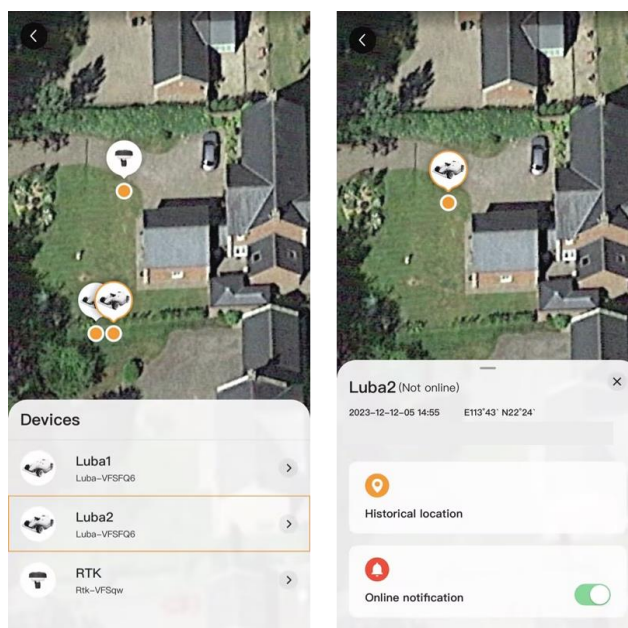 Devices
Luba1
Luba-VFSFQ6
Luba2
Luba-VFSFQ6
RTK
Rtk-VFSqw
Luba2 (Not online)
2023-12-12-05 14:55 E113°43` N22°24`
Historical location
Online notification